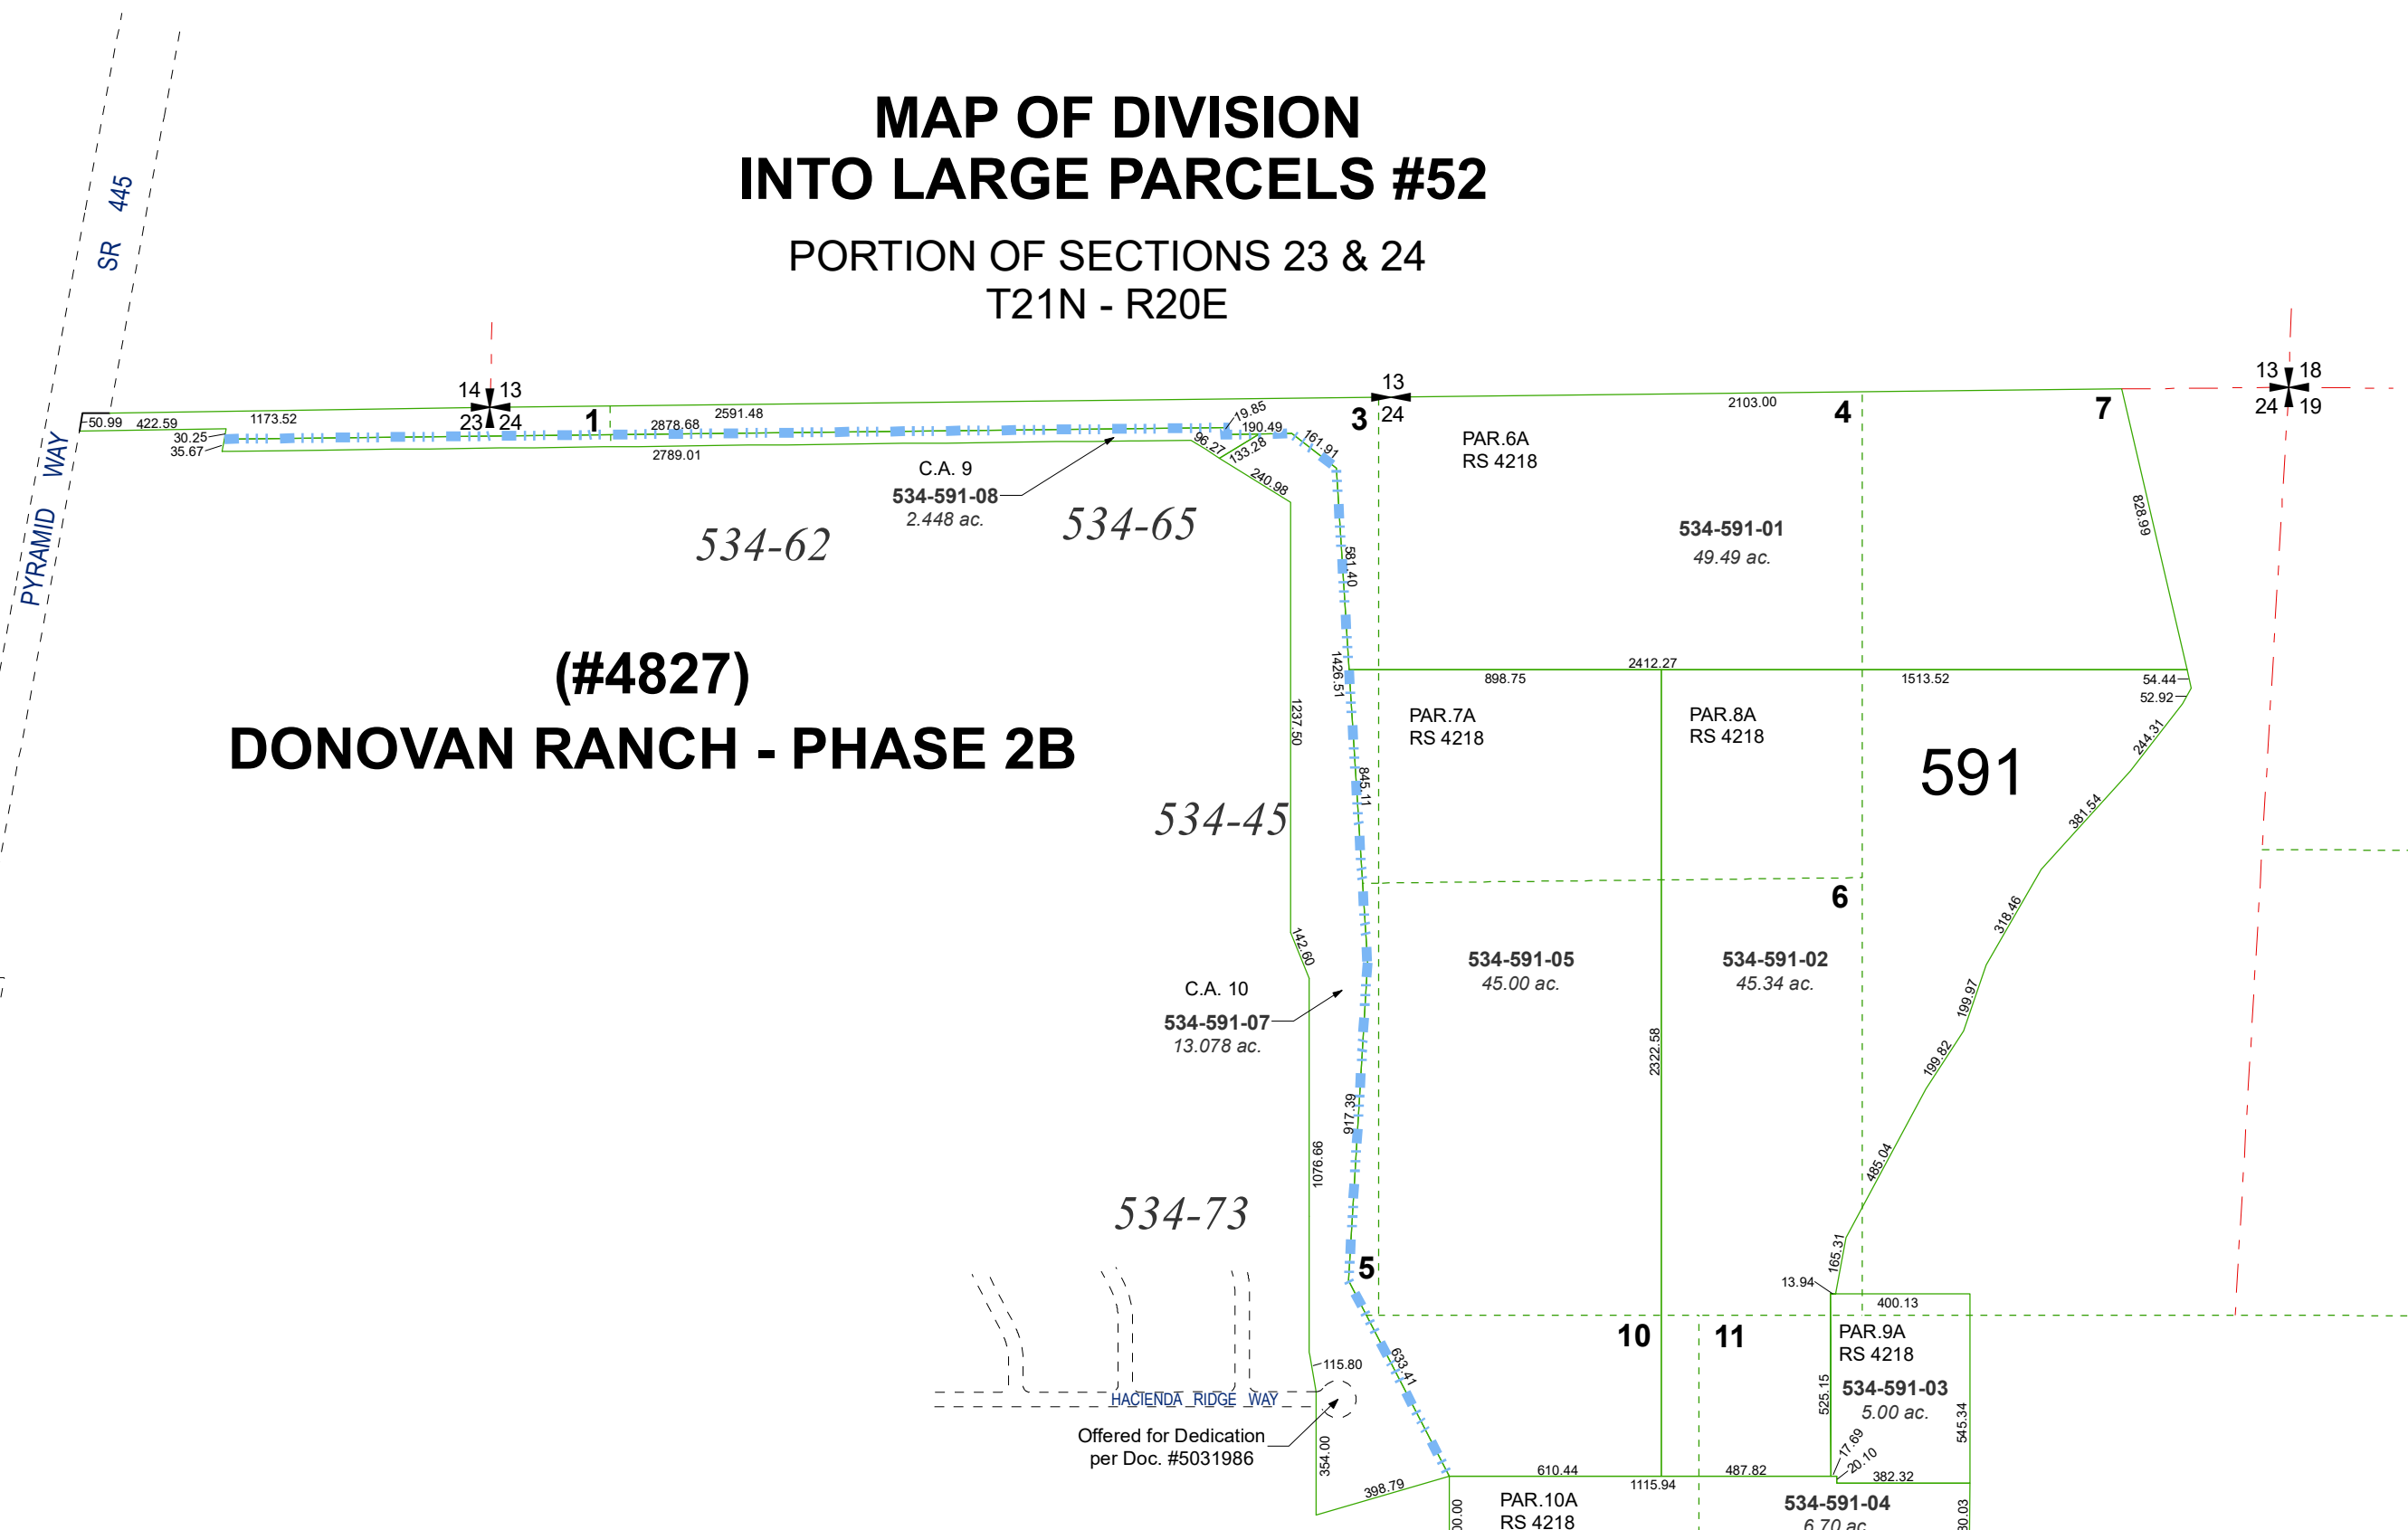 MAP OF DIVISION
INTO LARGE PARCELS #52
PORTION OF SECTIONS 23 & 24
T21N - R20E
SR 445
PYRAMID WAY
14 13
23 24
13
24
13 18
24 19
50.99
422.59
1173.52
30.25
35.67
1
2591.48
2878.68
2789.01
19.85
190.49
96.27
133.28
161.91
240.98
3
2103.00
4
7
C.A. 9
534-591-08
2.448 ac.
PAR.6A
RS 4218
534-591-01
49.49 ac.
828.99
534-62
534-65
581.40
(#4827)
DONOVAN RANCH - PHASE 2B
1426.51
2412.27
898.75
1513.52
54.44
52.92
244.31
1237.50
845.11
PAR.7A
RS 4218
PAR.8A
RS 4218
591
381.54
534-45
6
318.46
142.60
534-591-05
45.00 ac.
534-591-02
45.34 ac.
C.A. 10
534-591-07
13.078 ac.
199.97
199.82
2322.58
917.39
1076.66
485.04
534-73
165.31
5
13.94
400.13
10
11
PAR.9A
RS 4218
115.80
633.41
HACIENDA RIDGE WAY
534-591-03
5.00 ac.
525.15
545.34
Offered for Dedication
per Doc. #5031986
354.00
17.69
20.10
398.79
610.44
1115.94
487.82
382.32
PAR.10A
RS 4218
534-591-04
6.70 ac.